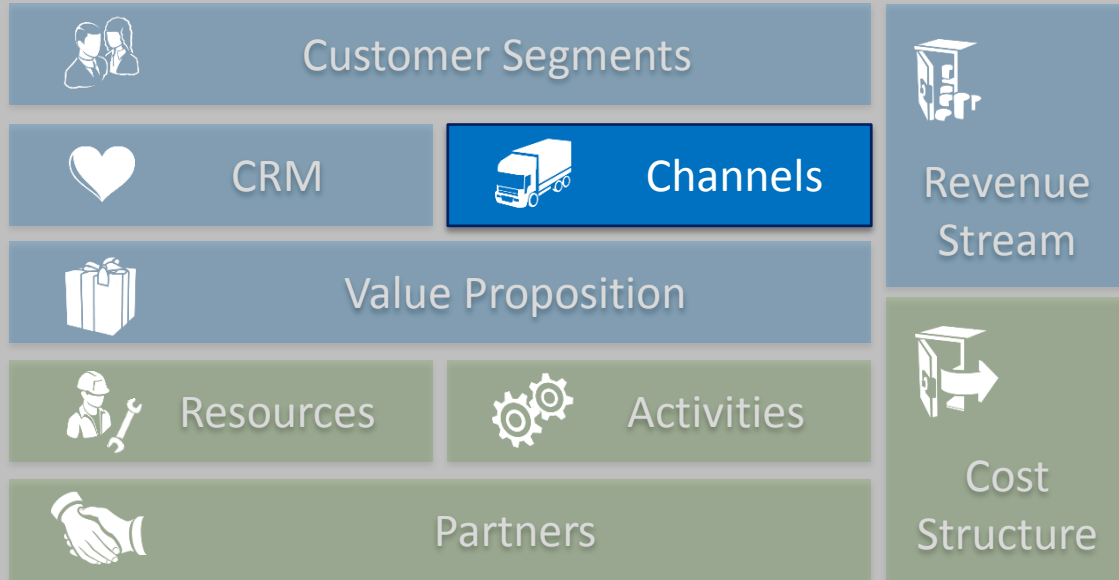 Customer Segments
CRM
Channels
Value Proposition
Resources
Activities
Partners
Revenue
Stream
Cost
Structure